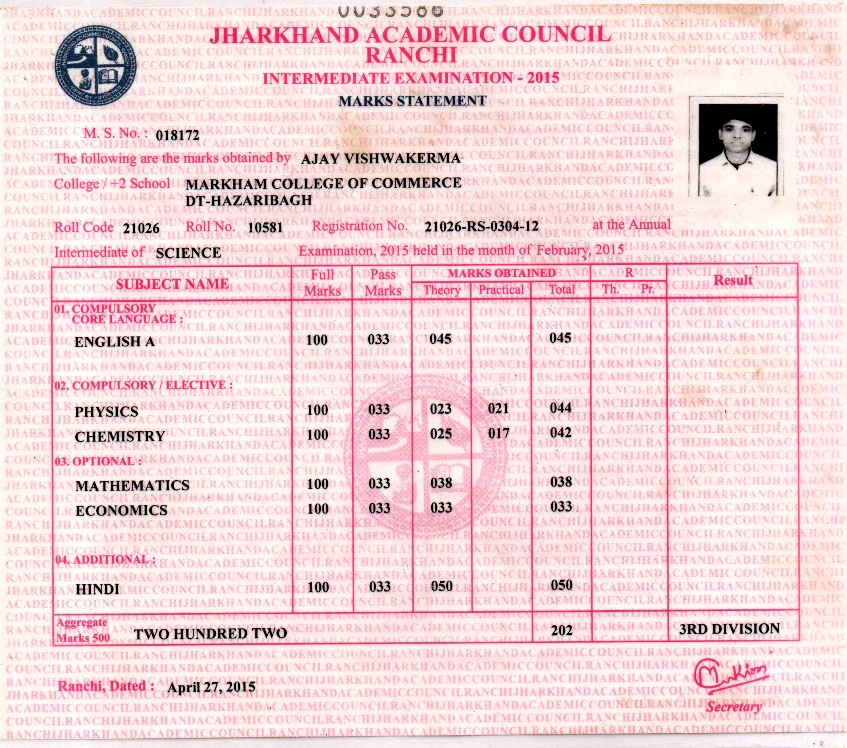 0033586
JHARKHAND ACADEMIC COUNCIL
RANCHI
INTERMEDIATE EXAMINATION - 2015
MARKS STATEMENT
M. S. No. : 018172
The following are the marks obtained by AJAY VISHWAKERMA
College / +2 School MARKHAM COLLEGE OF COMMERCE
DT-HAZARIBAGH
Roll Code 21026 Roll No. 10581 Registration No. 21026-RS-0304-12 at the Annual
Intermediate of SCIENCE Examination, 2015 held in the month of February, 2015
SUBJECT NAME Full Marks Pass Marks MARKS OBTAINED R Result
Theory Practical Total Th. Pr.
01. COMPULSORY
CORE LANGUAGE :
ENGLISH A 100 033 045 045
02. COMPULSORY / ELECTIVE :
PHYSICS 100 033 023 021 044
CHEMISTRY 100 033 025 017 042
03. OPTIONAL :
MATHEMATICS 100 033 038 038
ECONOMICS 100 033 033 033
04. ADDITIONAL :
HINDI 100 033 050 050
Aggregate
Marks 500 TWO HUNDRED TWO 202 3RD DIVISION
Ranchi, Dated : April 27, 2015
Secretary